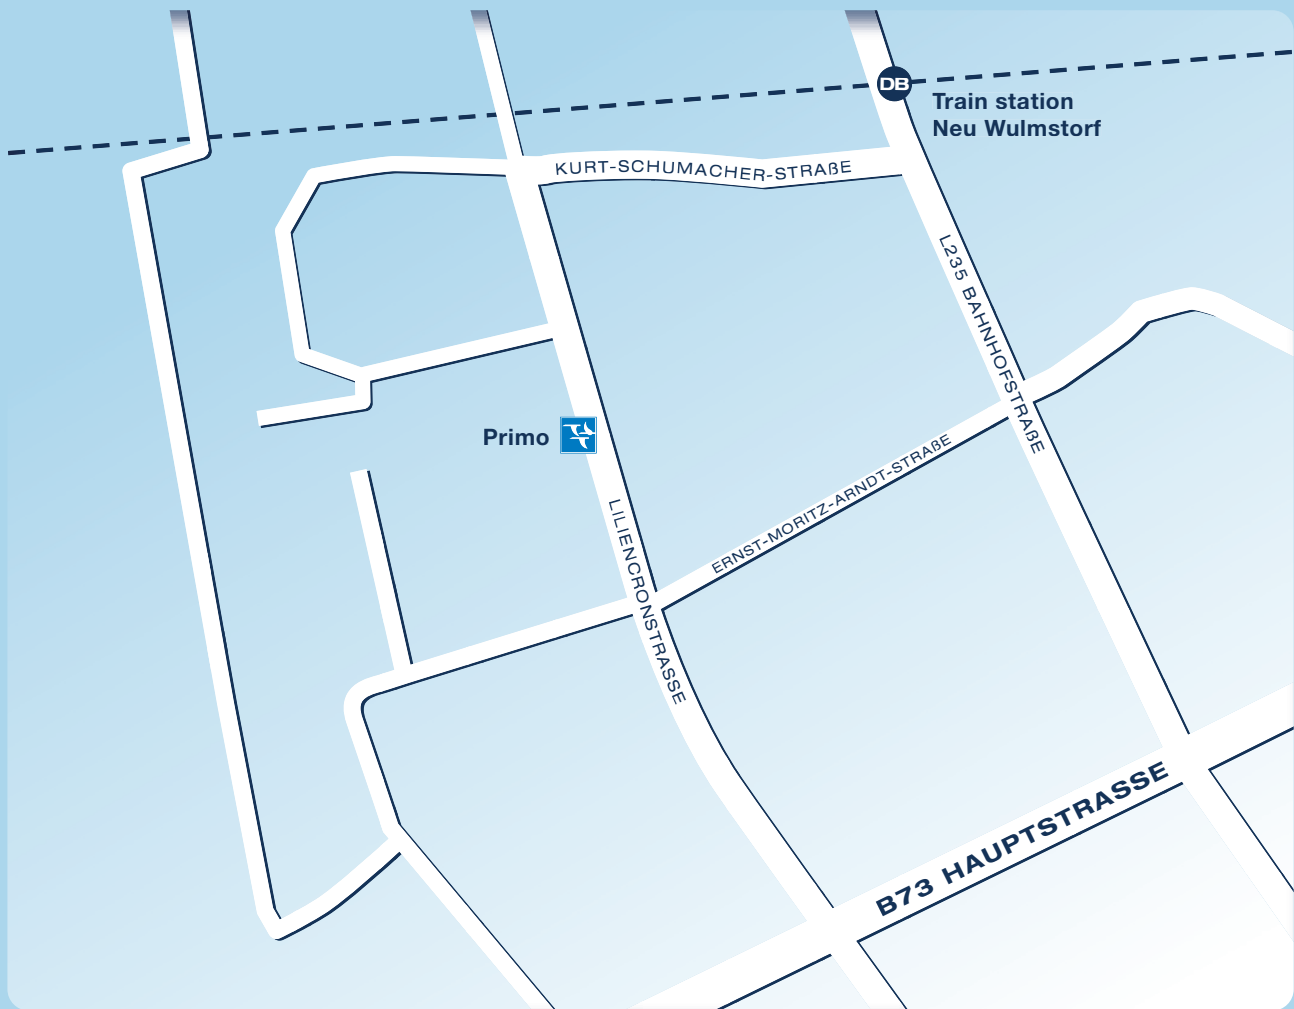 DB
Train station
Neu Wulmstorf
KURT-SCHUMACHER-STRAßE
L235 BAHNHOFSTRAßE
Primo
ERNST-MORITZ-ARNDT-STRAßE
LILIENCRONSTRASSE
B73 HAUPTSTRASSE